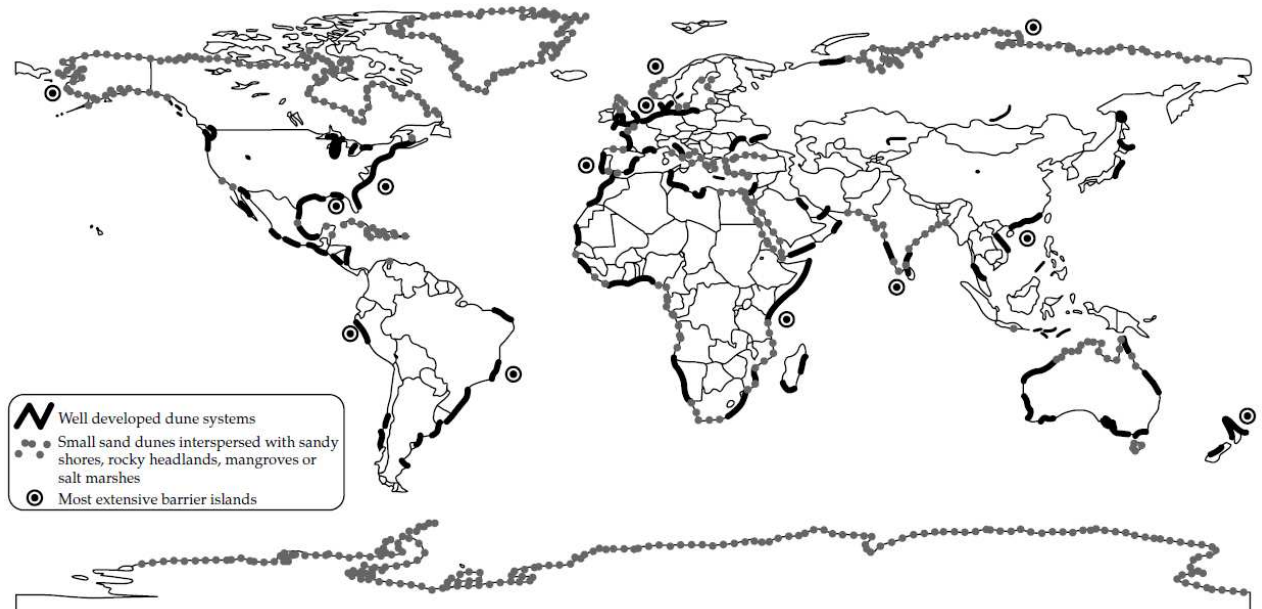 Well developed dune systems
Small sand dunes interspersed with sandy
shores, rocky headlands, mangroves or
salt marshes
Most extensive barrier islands